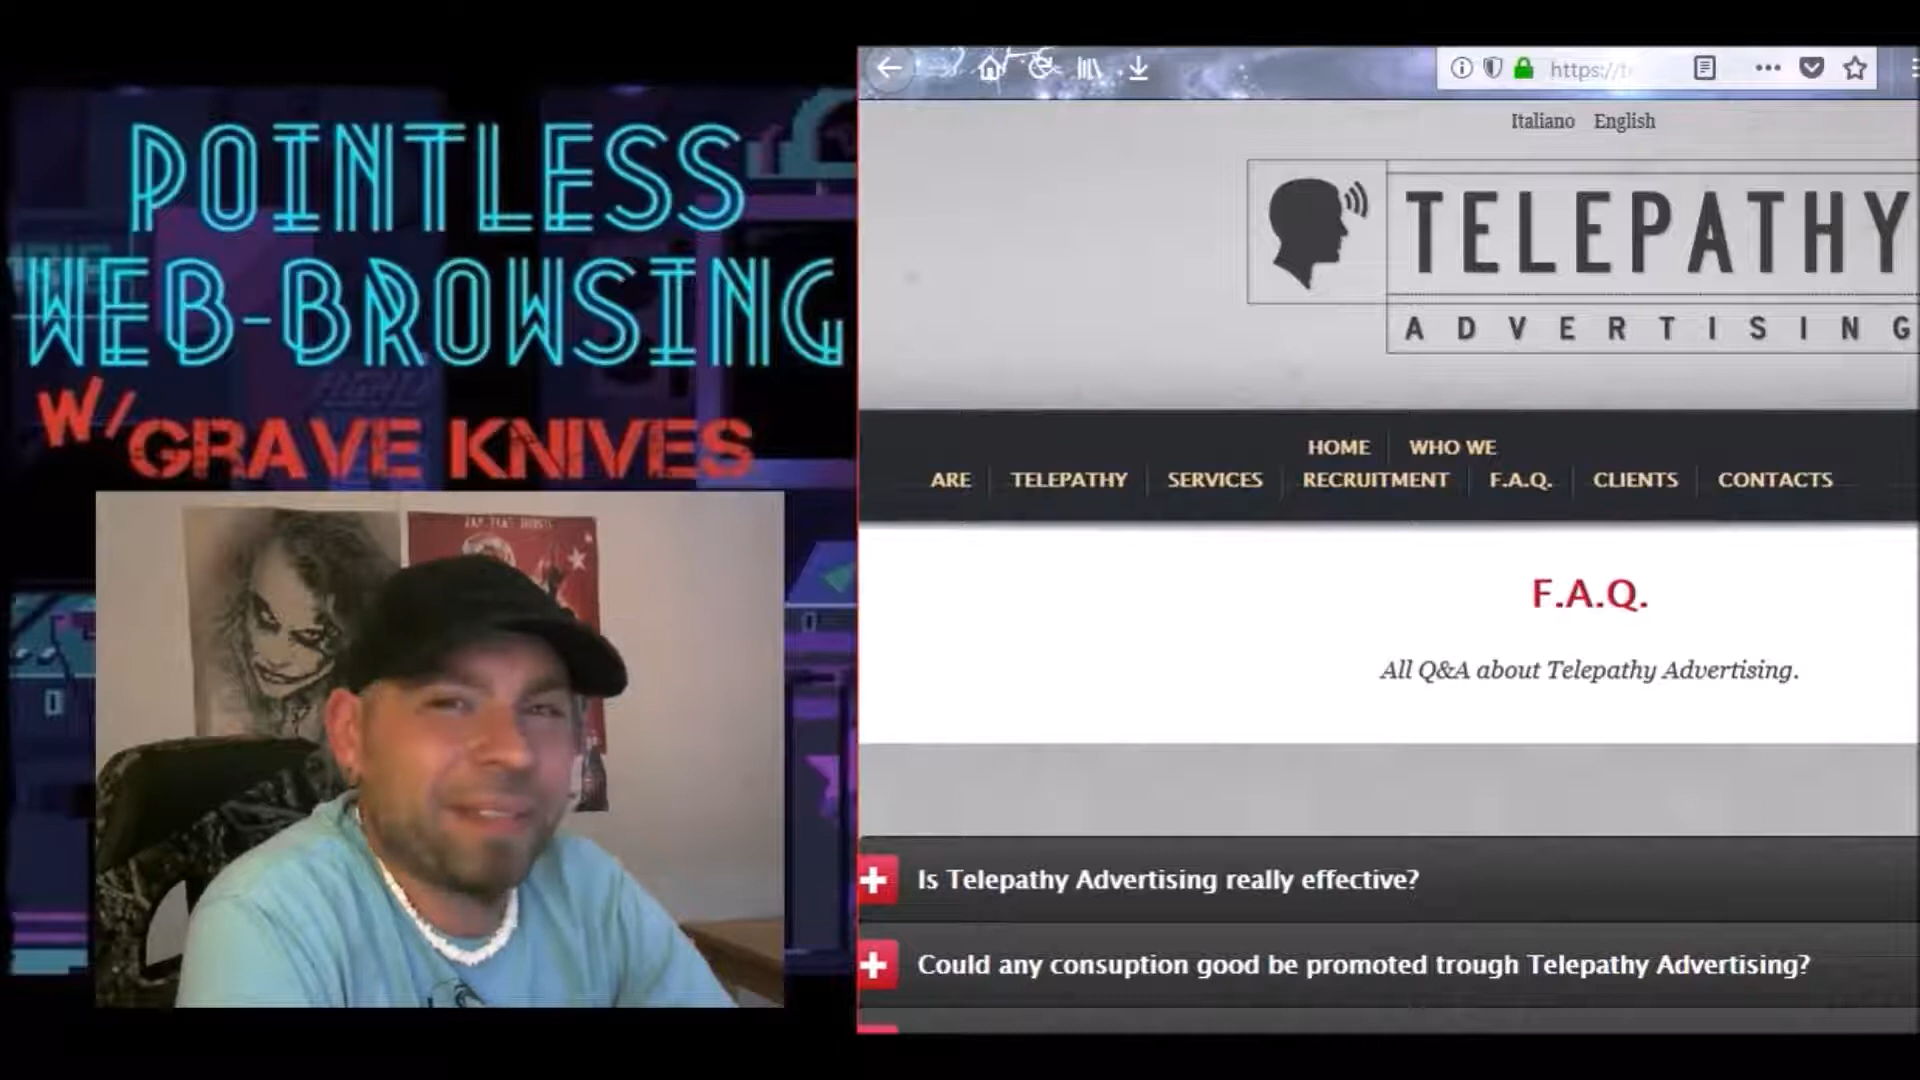 POINTLESS
WEB-BROWSING
W/ GRAVE KNIVES
https://t
Italiano English
TELEPATHY
ADVERTISING
HOME WHO WE
ARE TELEPATHY SERVICES RECRUITMENT F.A.Q. CLIENTS CONTACTS
F.A.Q.
All Q&A about Telepathy Advertising.
Is Telepathy Advertising really effective?
Could any consuption good be promoted trough Telepathy Advertising?